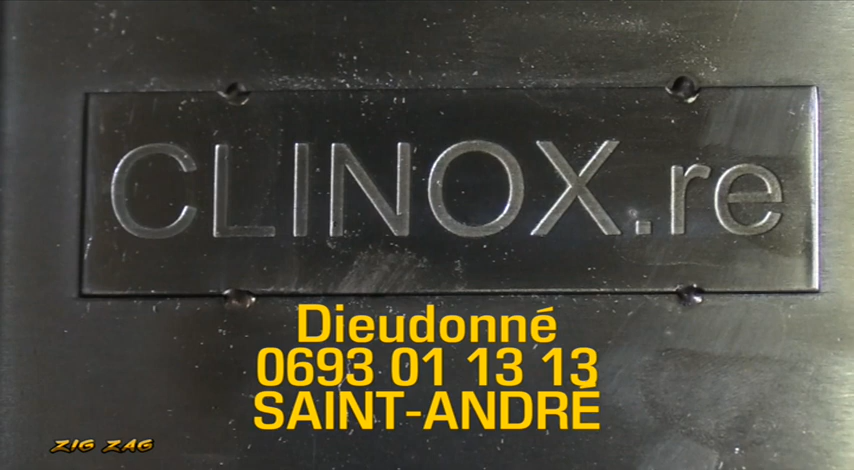 CLINOX.re
Dieudonné
0693 01 13 13
SAINT-ANDRÉ
ZIG ZAG